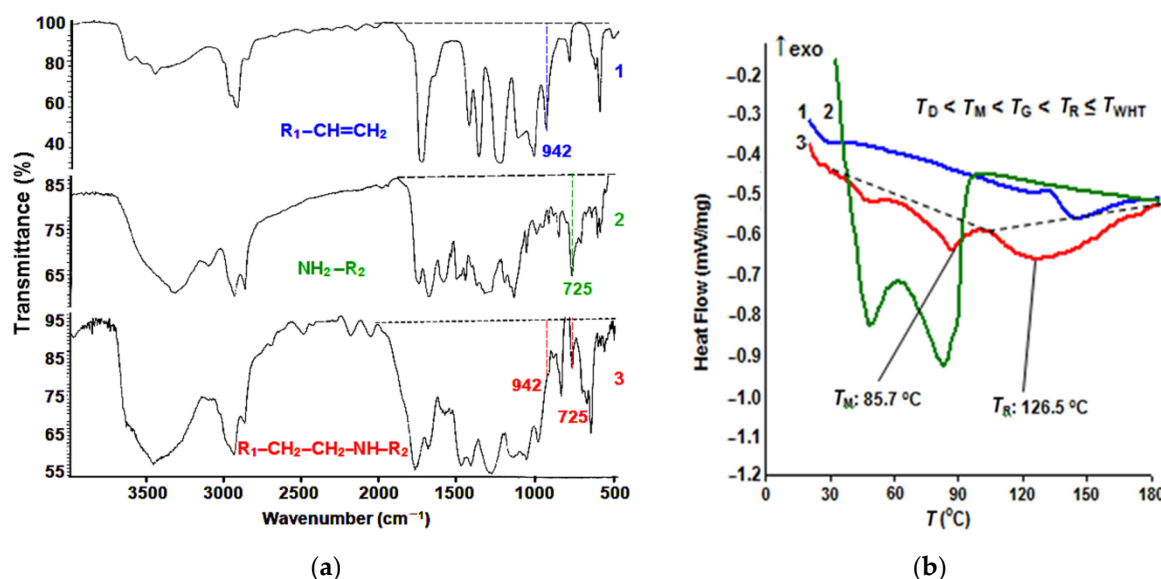 Transmittance (%)
100
80
60
40
1
R₁–CH=CH₂
942
85
75
65
2
NH₂–R₂
725
95
85
75
65
55
3
942
725
R₁–CH₂–CH₂–NH–R₂
3500 3000 2500 2000 1500 1000 500
Wavenumber (cm⁻¹)
(a)
Heat Flow (mW/mg)
↑ exo
−0.2
−0.3
−0.4
−0.5
−0.6
−0.7
−0.8
−0.9
−1.0
−1.1
−1.2
T_D < T_M < T_G < T_R ≤ T_WHT
1 2
3
T_M: 85.7 °C
T_R: 126.5 °C
0 30 60 90 120 150 180
T (°C)
(b)